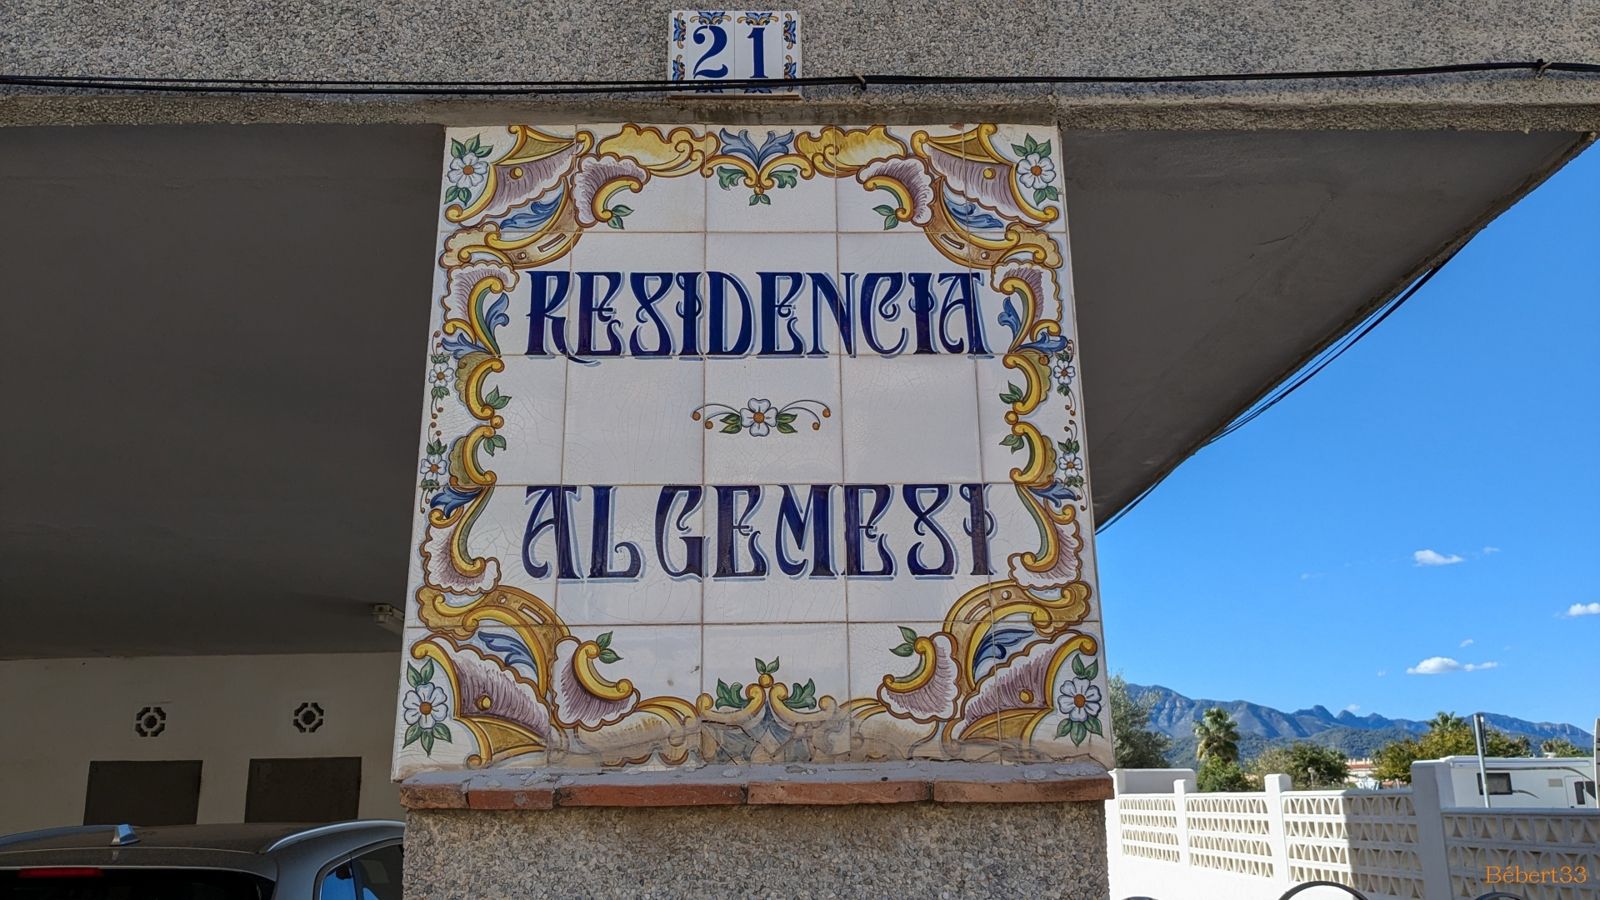 21
RESIDENCIA
ALGEMESI
Bébert33